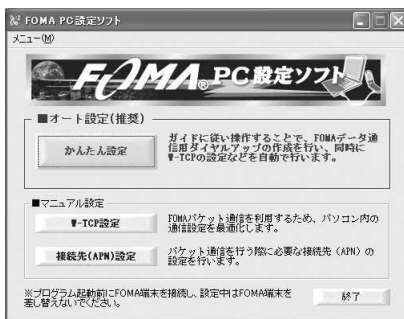 FOMA PC設定ソフト
メニュー(M)
FOMA® PC設定ソフト
■オート設定(推奨)
かんたん設定
ガイドに従い操作することで、FOMAデータ通
信用ダイヤルアップの作成を行い、同時に
W-TCPの設定などを自動で行います。
■マニュアル設定
W-TCP設定
FOMAパケット通信を利用するため、パソコン内の
通信設定を最適化します。
接続先(APN)設定
パケット通信を行う際に必要な接続先（APN）の
設定を行います。
※プログラム起動前にFOMA端末を接続し、設定中はFOMA端末を
差し替えないでください。
終了